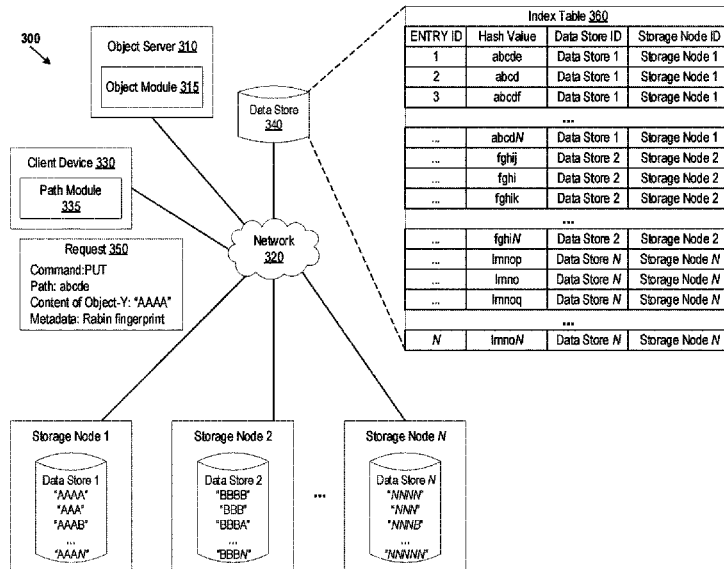 300
Object Server 310
Object Module 315
Data Store
340
Client Device 330
Path Module
335
Request 350
Command:PUT
Path: abcde
Content of Object-Y: “AAAA”
Metadata: Rabin fingerprint
Network
320
Index Table 360
ENTRY ID Hash Value Data Store ID Storage Node ID
1 abcde Data Store 1 Storage Node 1
2 abcd Data Store 1 Storage Node 1
3 abcdf Data Store 1 Storage Node 1
...
... abcdN Data Store 1 Storage Node 1
... fghij Data Store 2 Storage Node 2
... fghi Data Store 2 Storage Node 2
... fghik Data Store 2 Storage Node 2
...
... fghiN Data Store 2 Storage Node 2
... lmnop Data Store N Storage Node N
... lmno Data Store N Storage Node N
... lmnoq Data Store N Storage Node N
...
N lmnoN Data Store N Storage Node N
Storage Node 1
Data Store 1
“AAAA”
“AAA”
“AAAB”
...
“AAAN”
Storage Node 2
Data Store 2
“BBBB”
“BBB”
“BBBA”
...
“BBBN”
...
Storage Node N
Data Store N
“NNNN”
“NNN”
“NNNB”
...
“NNNNN”